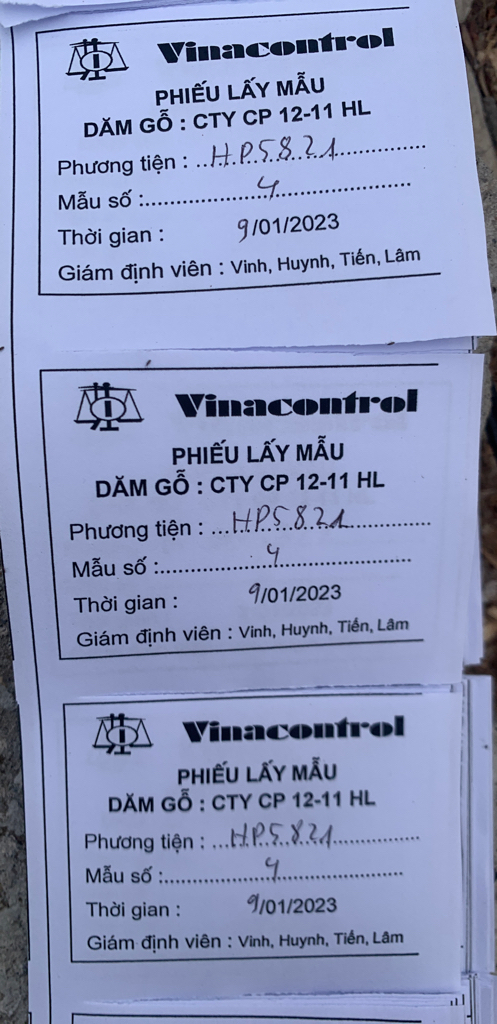 Vinacontrol
PHIẾU LẤY MẪU
DĂM GỖ : CTY CP 12-11 HL
Phương tiện : ...HP5821...............
Mẫu số :...................4......................
Thời gian : 9/01/2023
Giám định viên : Vinh, Huynh, Tiến, Lâm
Vinacontrol
PHIẾU LẤY MẪU
DĂM GỖ : CTY CP 12-11 HL
Phương tiện : ...HP5821...............
Mẫu số :...................4......................
Thời gian : 9/01/2023
Giám định viên : Vinh, Huynh, Tiến, Lâm
Vinacontrol
PHIẾU LẤY MẪU
DĂM GỖ : CTY CP 12-11 HL
Phương tiện : ...HP5821...............
Mẫu số :...................4......................
Thời gian : 9/01/2023
Giám định viên : Vinh, Huynh, Tiến, Lâm